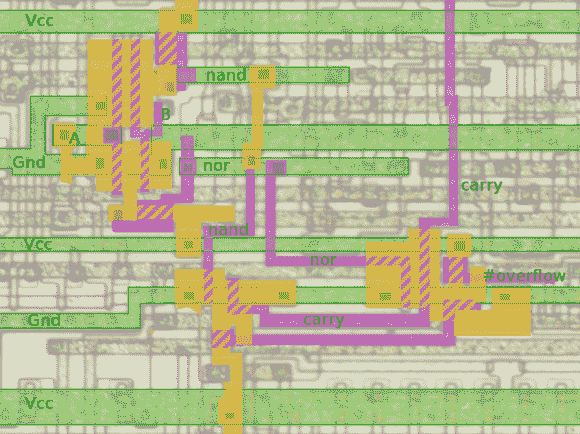 Vcc
nand
B
A
Gnd
nor
carry
nand
Vcc
nor
#overflow
Gnd
carry
Vcc